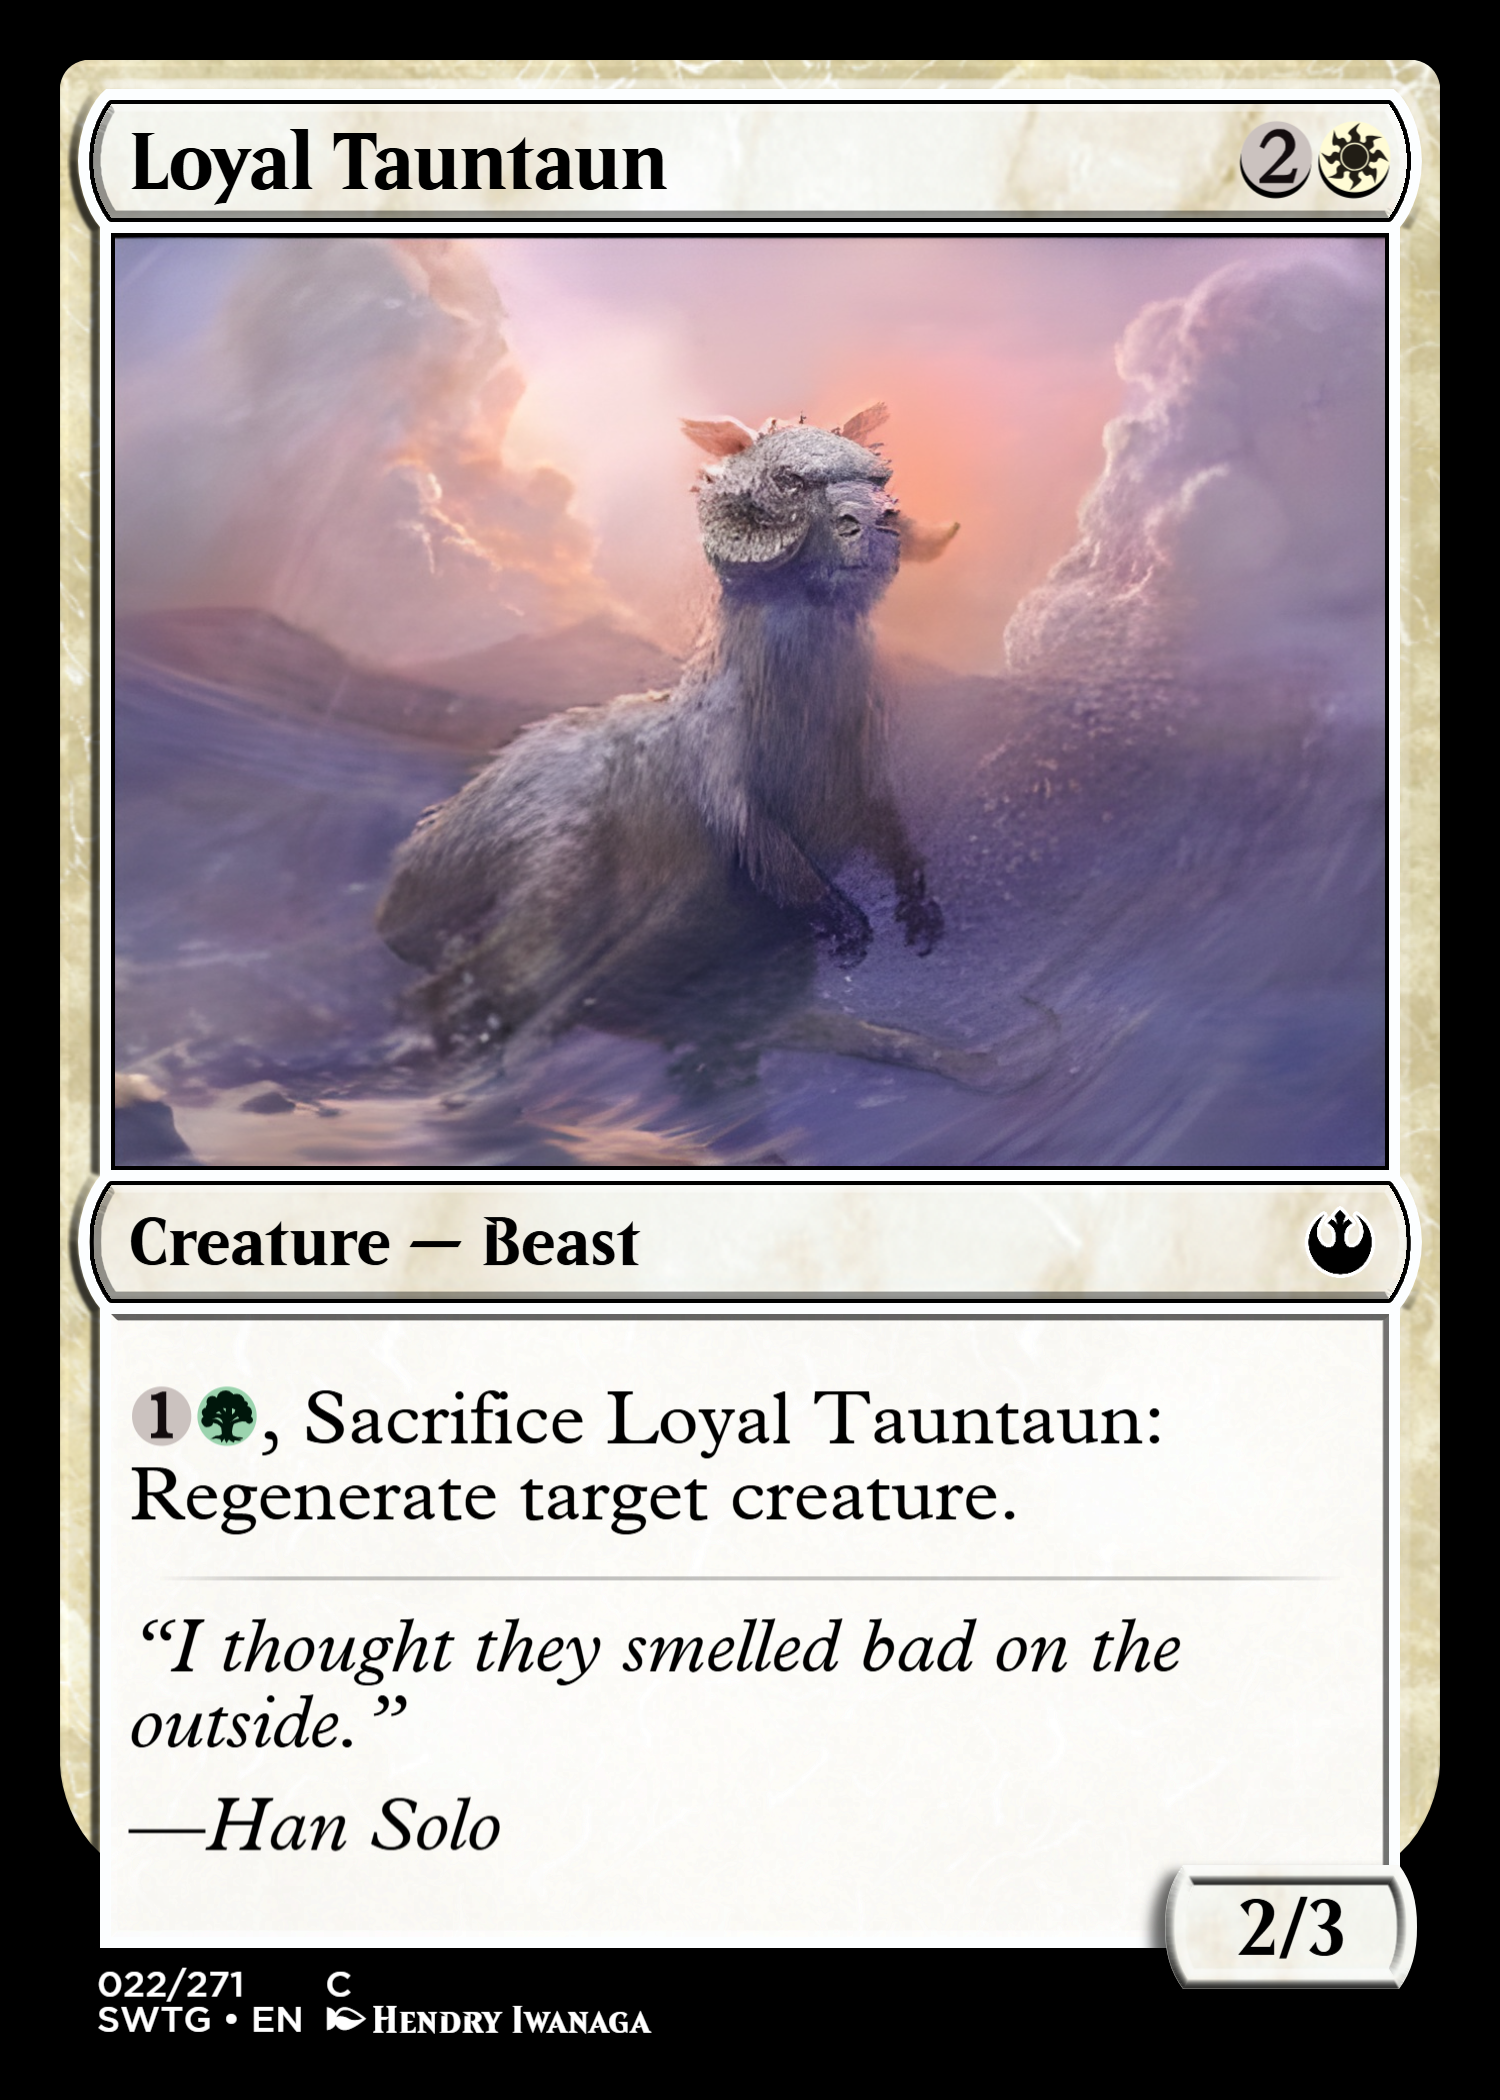 Loyal Tauntaun 2
Creature — Beast
1, Sacrifice Loyal Tauntaun:
Regenerate target creature.
“I thought they smelled bad on the
outside.”
—Han Solo
2/3
022/271 C
SWTG • EN Hendry Iwanaga